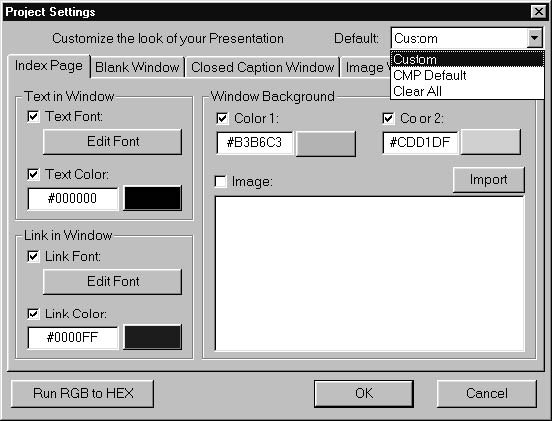 Project Settings
Customize the look of your Presentation
Default:
Custom
Custom
CMP Default
Clear All
Index Page
Blank Window
Closed Caption Window
Image
Text in Window
Text Font:
Edit Font
Text Color:
#000000
Link in Window
Link Font:
Edit Font
Link Color:
#0000FF
Window Background
Color 1:
#B3B6C3
Co or 2:
#CDD1DF
Image:
Import
Run RGB to HEX
OK
Cancel